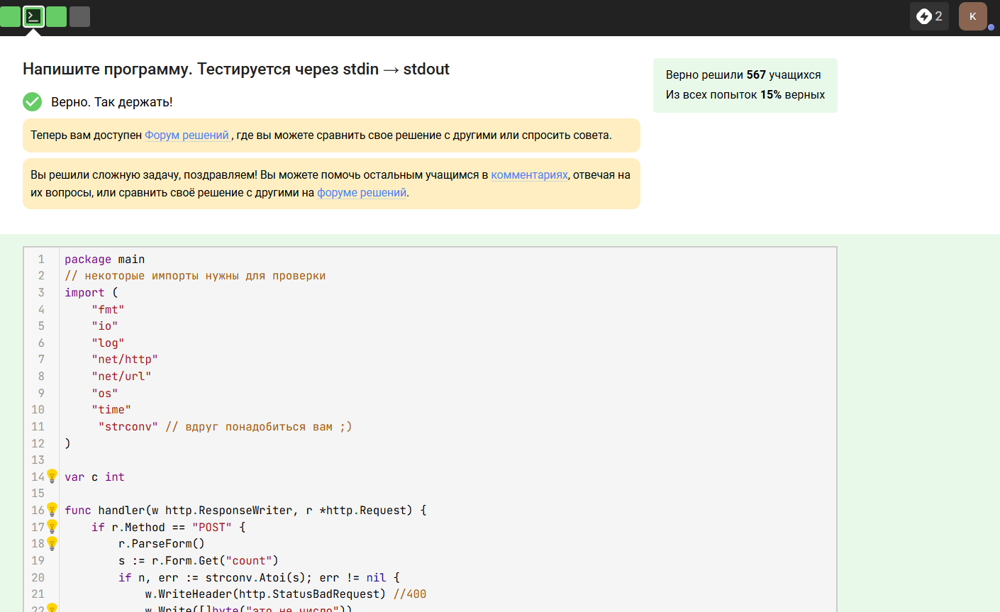 2
K
Напишите программу. Тестируется через stdin → stdout
Верно решили 567 учащихся
Из всех попыток 15% верных
Верно. Так держать!
Теперь вам доступен Форум решений , где вы можете сравнить свое решение с другими или спросить совета.
Вы решили сложную задачу, поздравляем! Вы можете помочь остальным учащимся в комментариях, отвечая на
их вопросы, или сравнить своё решение с другими на форуме решений.
1 package main
2 // некоторые импорты нужны для проверки
3 import (
4 "fmt"
5 "io"
6 "log"
7 "net/http"
8 "net/url"
9 "os"
10 "time"
11 "strconv" // вдруг понадобиться вам ;)
12 )
13
14 var c int
15
16 func handler(w http.ResponseWriter, r *http.Request) {
17 if r.Method == "POST" {
18 r.ParseForm()
19 s := r.Form.Get("count")
20 if n, err := strconv.Atoi(s); err != nil {
21 w.WriteHeader(http.StatusBadRequest) //400
22 w.Write([]byte("это не число"))